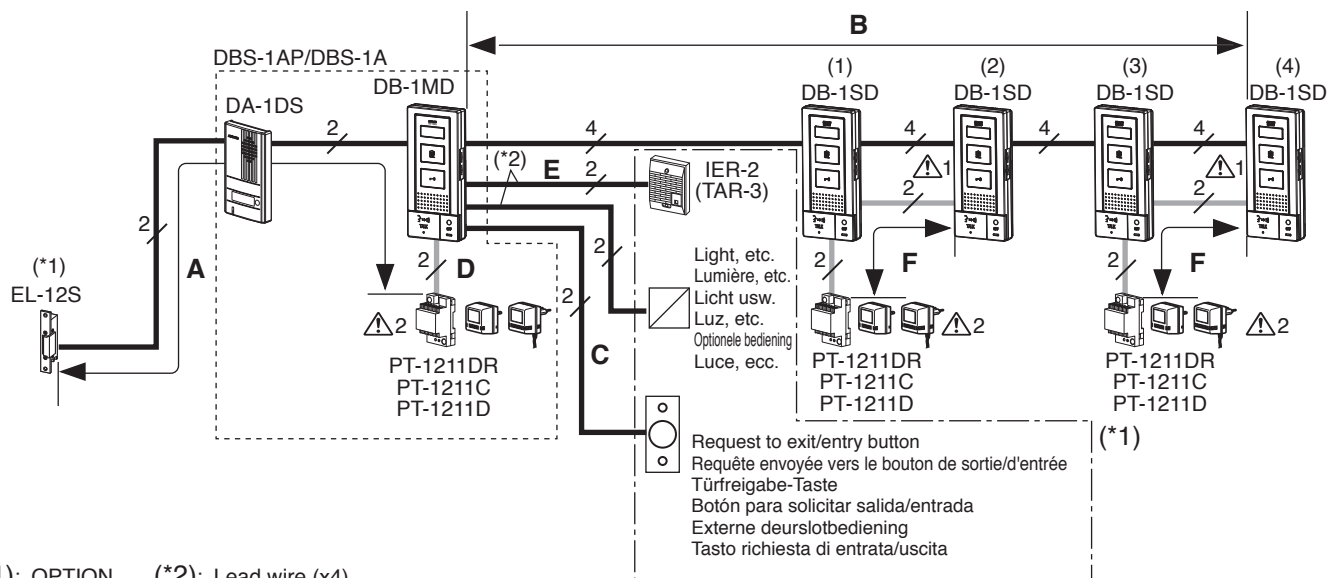 B
DBS-1AP/DBS-1A
(1) (2) (3) (4)
DB-1MD DB-1SD DB-1SD DB-1SD DB-1SD
DA-1DS
2 4 4 4 4
(*2) E 2 IER-2
(TAR-3)
1 1
2 2
2 A 2 D 2
(*1)
EL-12S
2 F 2 F
Light, etc.
Lumière, etc.
Licht usw.
Luz, etc.
Optionele bediening
Luce, ecc.
2 2 2
2 C
PT-1211DR
PT-1211C
PT-1211D
PT-1211DR
PT-1211C
PT-1211D
PT-1211DR
PT-1211C
PT-1211D
(*1)
Request to exit/entry button
Requête envoyée vers le bouton de sortie/d'entrée
Türfreigabe-Taste
Botón para solicitar salida/entrada
Externe deurslotbediening
Tasto richiesta di entrata/uscita
1): OPTION (*2): Lead wire (x4)